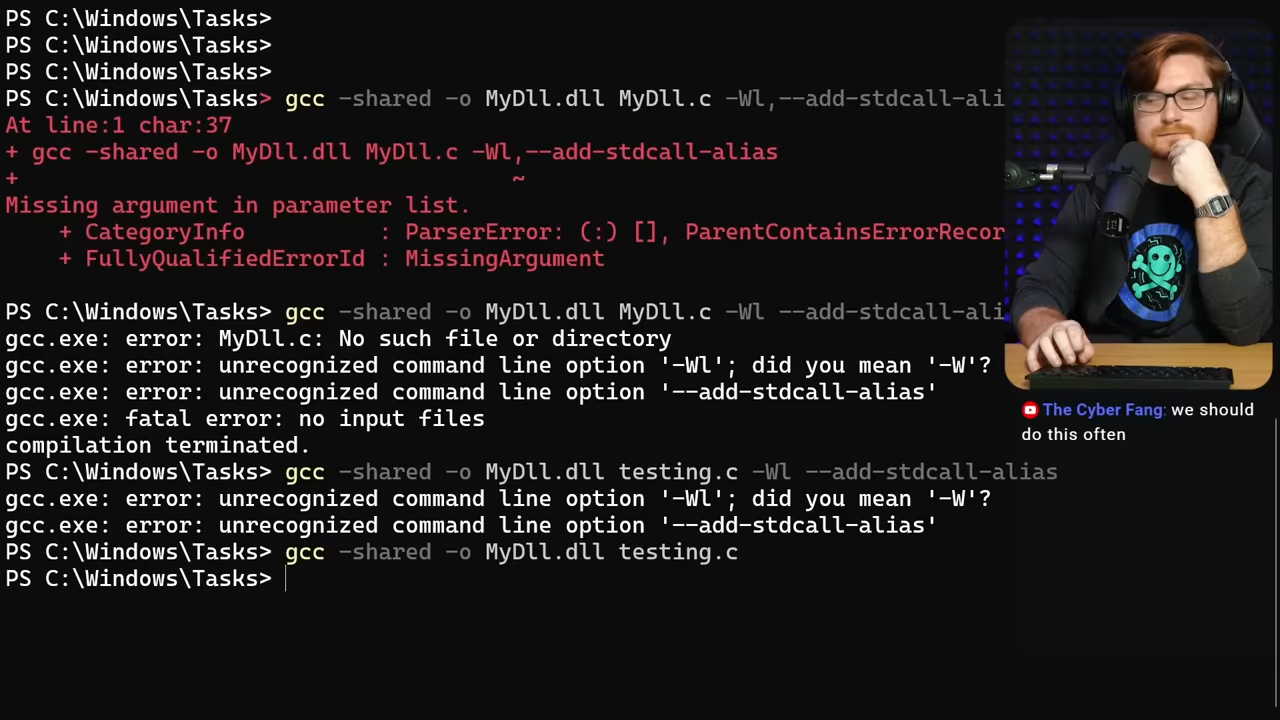 PS C:\Windows\Tasks>
PS C:\Windows\Tasks>
PS C:\Windows\Tasks>
PS C:\Windows\Tasks> gcc -shared -o MyDll.dll MyDll.c -Wl,--add-stdcall-ali
At line:1 char:37
+ gcc -shared -o MyDll.dll MyDll.c -Wl,--add-stdcall-alias
+ ~
Missing argument in parameter list.
+ CategoryInfo : ParserError: (:) [], ParentContainsErrorRecor
+ FullyQualifiedErrorId : MissingArgument
PS C:\Windows\Tasks> gcc -shared -o MyDll.dll MyDll.c -Wl --add-stdcall-ali
gcc.exe: error: MyDll.c: No such file or directory
gcc.exe: error: unrecognized command line option '-Wl'; did you mean '-W'?
gcc.exe: error: unrecognized command line option '--add-stdcall-alias'
gcc.exe: fatal error: no input files
compilation terminated.
PS C:\Windows\Tasks> gcc -shared -o MyDll.dll testing.c -Wl --add-stdcall-alias
gcc.exe: error: unrecognized command line option '-Wl'; did you mean '-W'?
gcc.exe: error: unrecognized command line option '--add-stdcall-alias'
PS C:\Windows\Tasks> gcc -shared -o MyDll.dll testing.c
PS C:\Windows\Tasks>
The Cyber Fang: we should
do this often